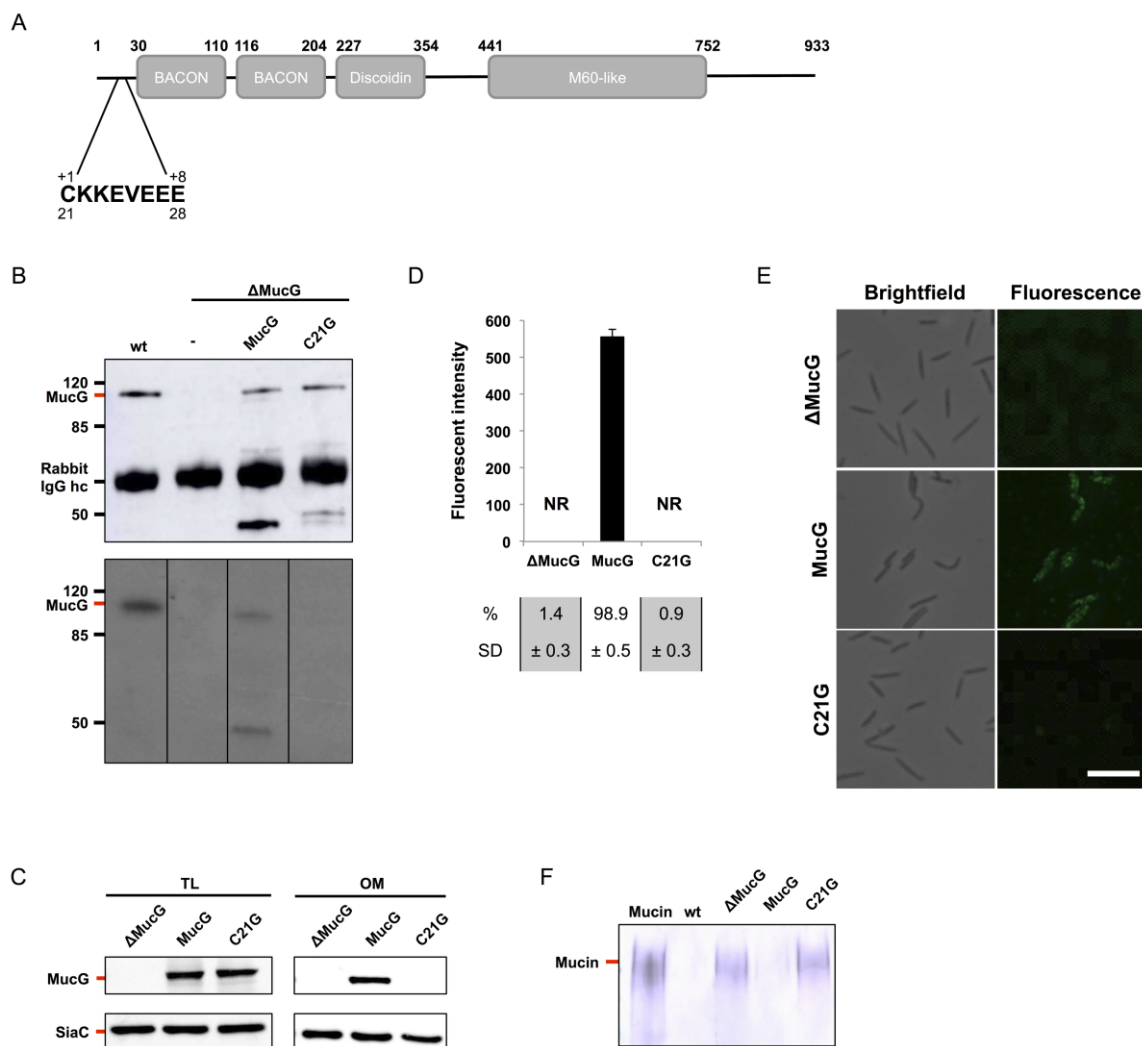 A
1 30 110 116 204 227 354 441 752 933
BACON BACON Discoidin M60-like
+1 +8
CKKEVEEE
21 28
B
ΔMucG
wt - MucG C21G
120
MucG
85
Rabbit
IgG hc
50
120
MucG
85
50
D
Fluorescent intensity
600
500
400
300
200
100
0
NR NR
ΔMucG MucG C21G
% 1.4 98.9 0.9
SD ± 0.3 ± 0.5 ± 0.3
E
Brightfield Fluorescence
ΔMucG
MucG
C21G
C
TL OM
ΔMucG MucG C21G ΔMucG MucG C21G
MucG
SiaC
F
Mucin wt ΔMucG MucG C21G
Mucin